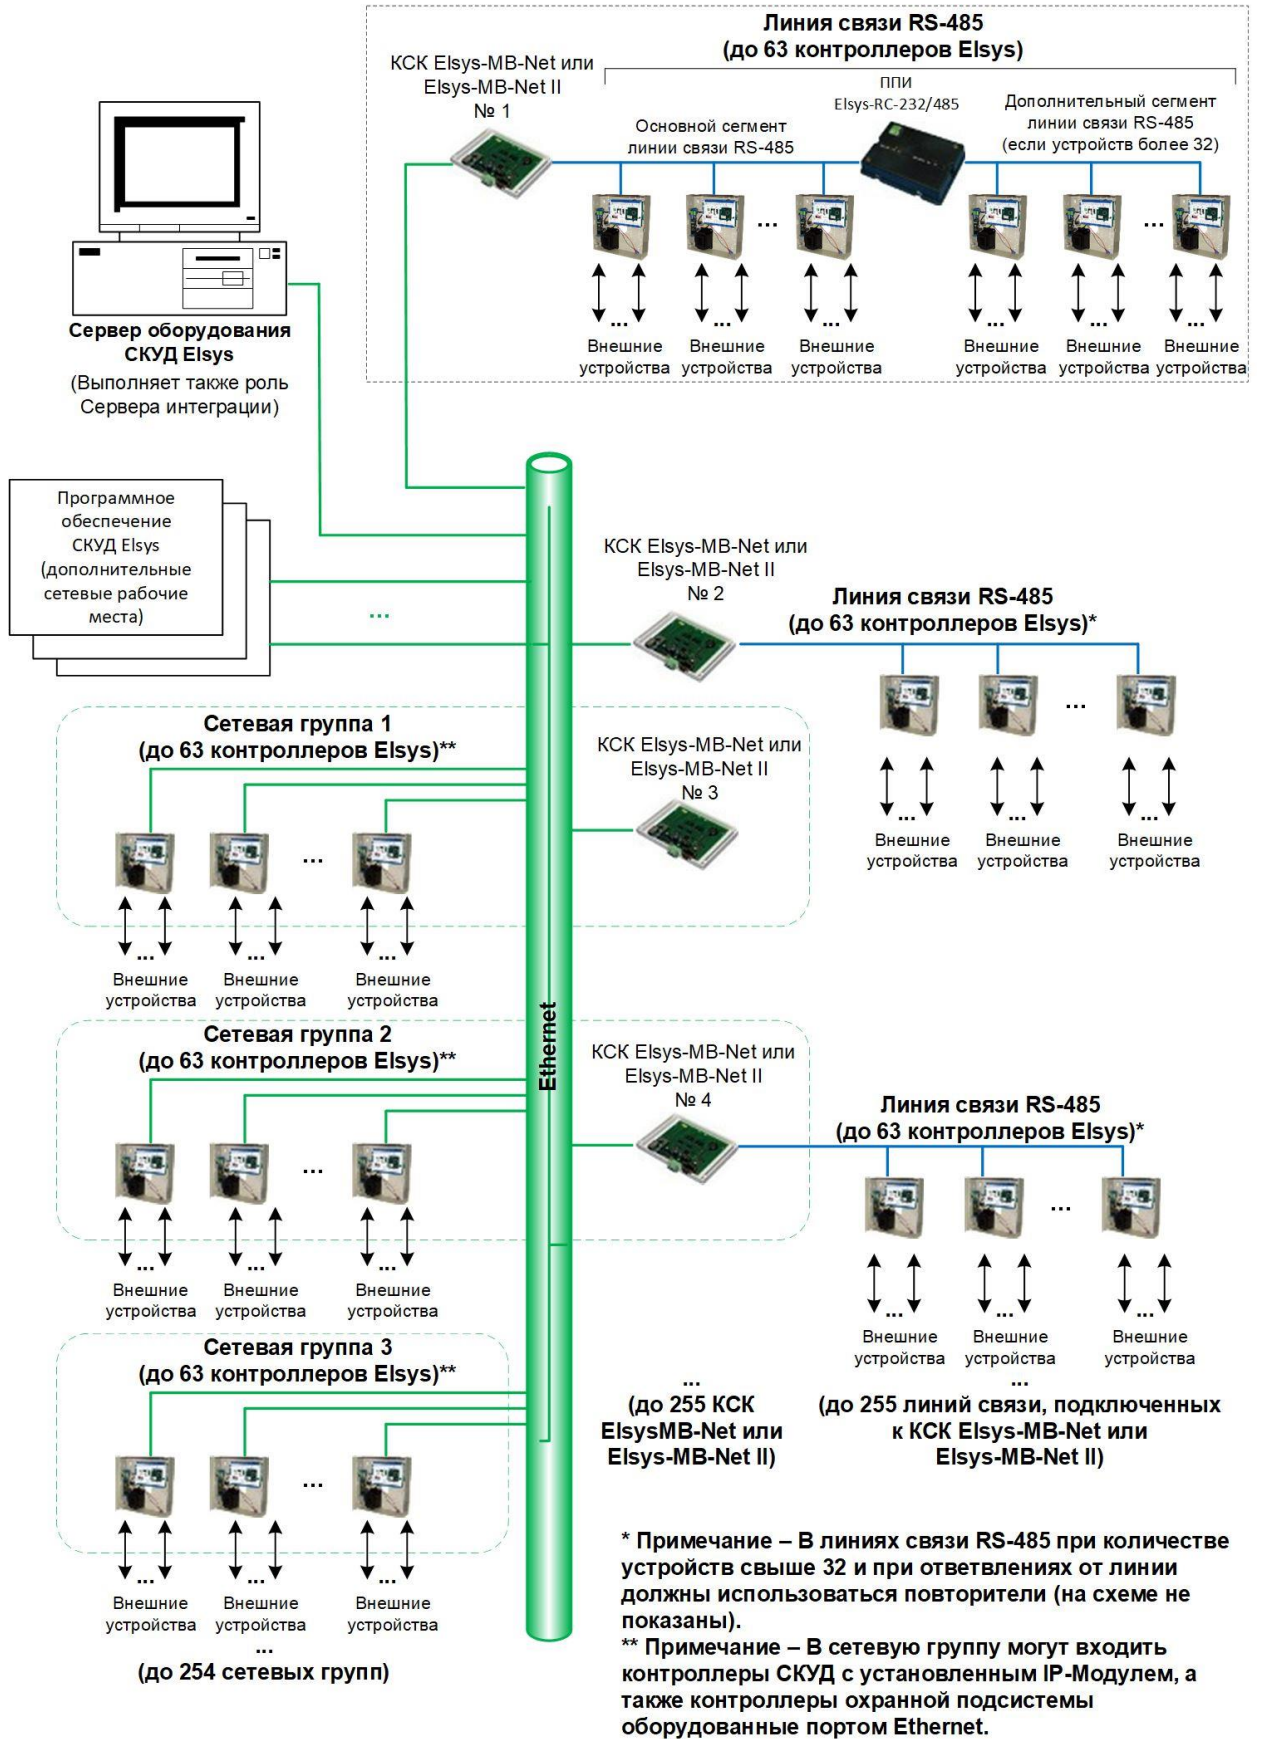 Линия связи RS-485
(до 63 контроллеров Elsys)
КСК Elsys-MB-Net или
Elsys-MB-Net II
№ 1
ППИ
Elsys-RC-232/485
Основной сегмент
линии связи RS-485
Дополнительный сегмент
линии связи RS-485
(если устройств более 32)
...
...
...
...
...
...
...
...
Внешние
устройства
Внешние
устройства
Внешние
устройства
Внешние
устройства
Внешние
устройства
Внешние
устройства
Сервер оборудования
СКУД Elsys
(Выполняет также роль
Сервера интеграции)
Программное
обеспечение
СКУД Elsys
(дополнительные
сетевые рабочие
места)
...
КСК Elsys-MB-Net или
Elsys-MB-Net II
№ 2
Линия связи RS-485
(до 63 контроллеров Elsys)*
...
...
...
...
Внешние
устройства
Внешние
устройства
Внешние
устройства
Сетевая группа 1
(до 63 контроллеров Elsys)**
КСК Elsys-MB-Net или
Elsys-MB-Net II
№ 3
...
...
...
...
Внешние
устройства
Внешние
устройства
Внешние
устройства
Ethernet
Сетевая группа 2
(до 63 контроллеров Elsys)**
КСК Elsys-MB-Net или
Elsys-MB-Net II
№ 4
Линия связи RS-485
(до 63 контроллеров Elsys)*
...
...
...
...
Внешние
устройства
Внешние
устройства
Внешние
устройства
...
...
...
...
Внешние
устройства
Внешние
устройства
Внешние
устройства
Сетевая группа 3
(до 63 контроллеров Elsys)**
...
...
...
...
Внешние
устройства
Внешние
устройства
Внешние
устройства
...
(до 254 сетевых групп)
...
(до 255 КСК
ElsysMB-Net или
Elsys-MB-Net II)
...
(до 255 линий связи, подключенных
к КСК Elsys-MB-Net или
Elsys-MB-Net II)
* Примечание – В линиях связи RS-485 при количестве
устройств свыше 32 и при ответвлениях от линии
должны использоваться повторители (на схеме не
показаны).
** Примечание – В сетевую группу могут входить
контроллеры СКУД с установленным IP-Модулем, а
также контроллеры охранной подсистемы
оборудованные портом Ethernet.